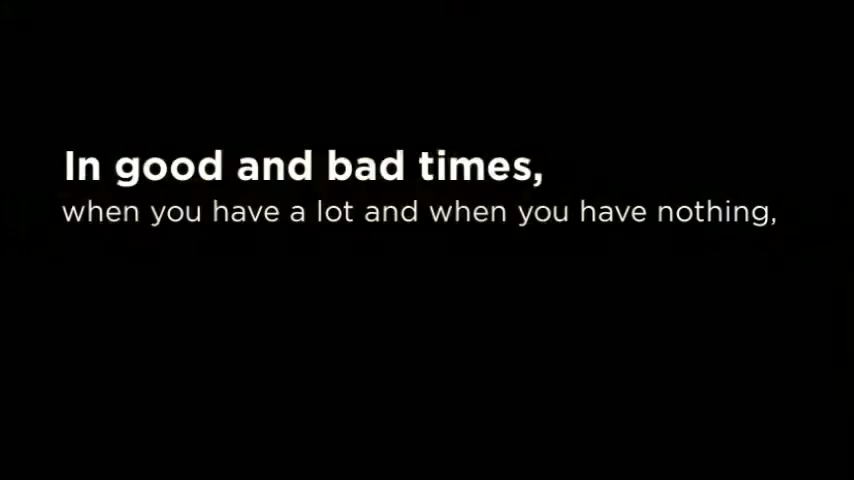 In good and bad times,
when you have a lot and when you have nothing,